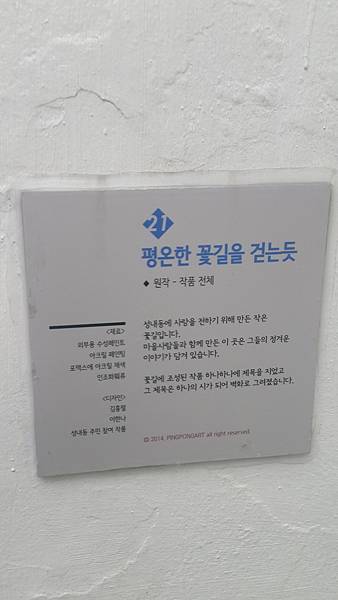 21
평온한 꽃길을 걷는듯
◆ 원작 - 작품 전체
성내동에 사랑을 전하기 위해 만든 작은
꽃길입니다.
마을사람들과 함께 만든 이 곳은 그들의 정겨운
이야기가 담겨 있습니다.
꽃길에 조성된 작품 하나하나에 제목을 지었고
그 제목은 하나의 시가 되어 벽화로 그려졌습니다.
<재료>
외부용 수성페인트
아크릴 페인팅
포맥스에 아크릴 채색
인조화훼류
<디자인>
김홍렬
이한나
성내동 주민 참여 작품
© 2014. PINGPONGART all right reserved.